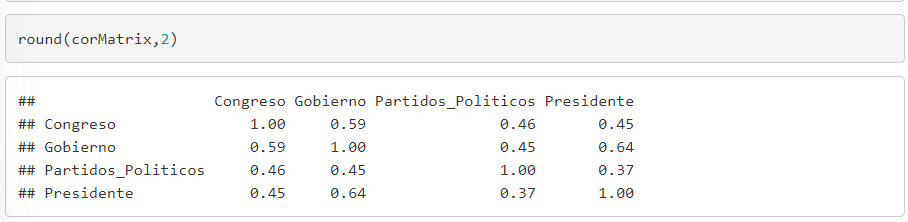 round(corMatrix,2)
##                    Congreso Gobierno Partidos_Politicos Presidente
## Congreso               1.00     0.59               0.46       0.45
## Gobierno               0.59     1.00               0.45       0.64
## Partidos_Politicos     0.46     0.45               1.00       0.37
## Presidente             0.45     0.64               0.37       1.00